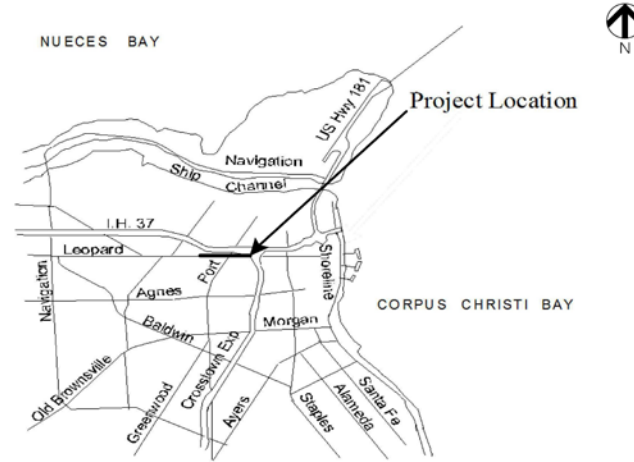 NUECES BAY
N
US Hwy 181
Project Location
Navigation
Ship Channel
I.H. 37
Leopard
Port
Shoreline
Navigation
Agnes
CORPUS CHRISTI BAY
Baldwin
Morgan
Crosstown Exp
Old Brownsville
Greenwood
Ayers
Staples
Alameda
Santa Fe